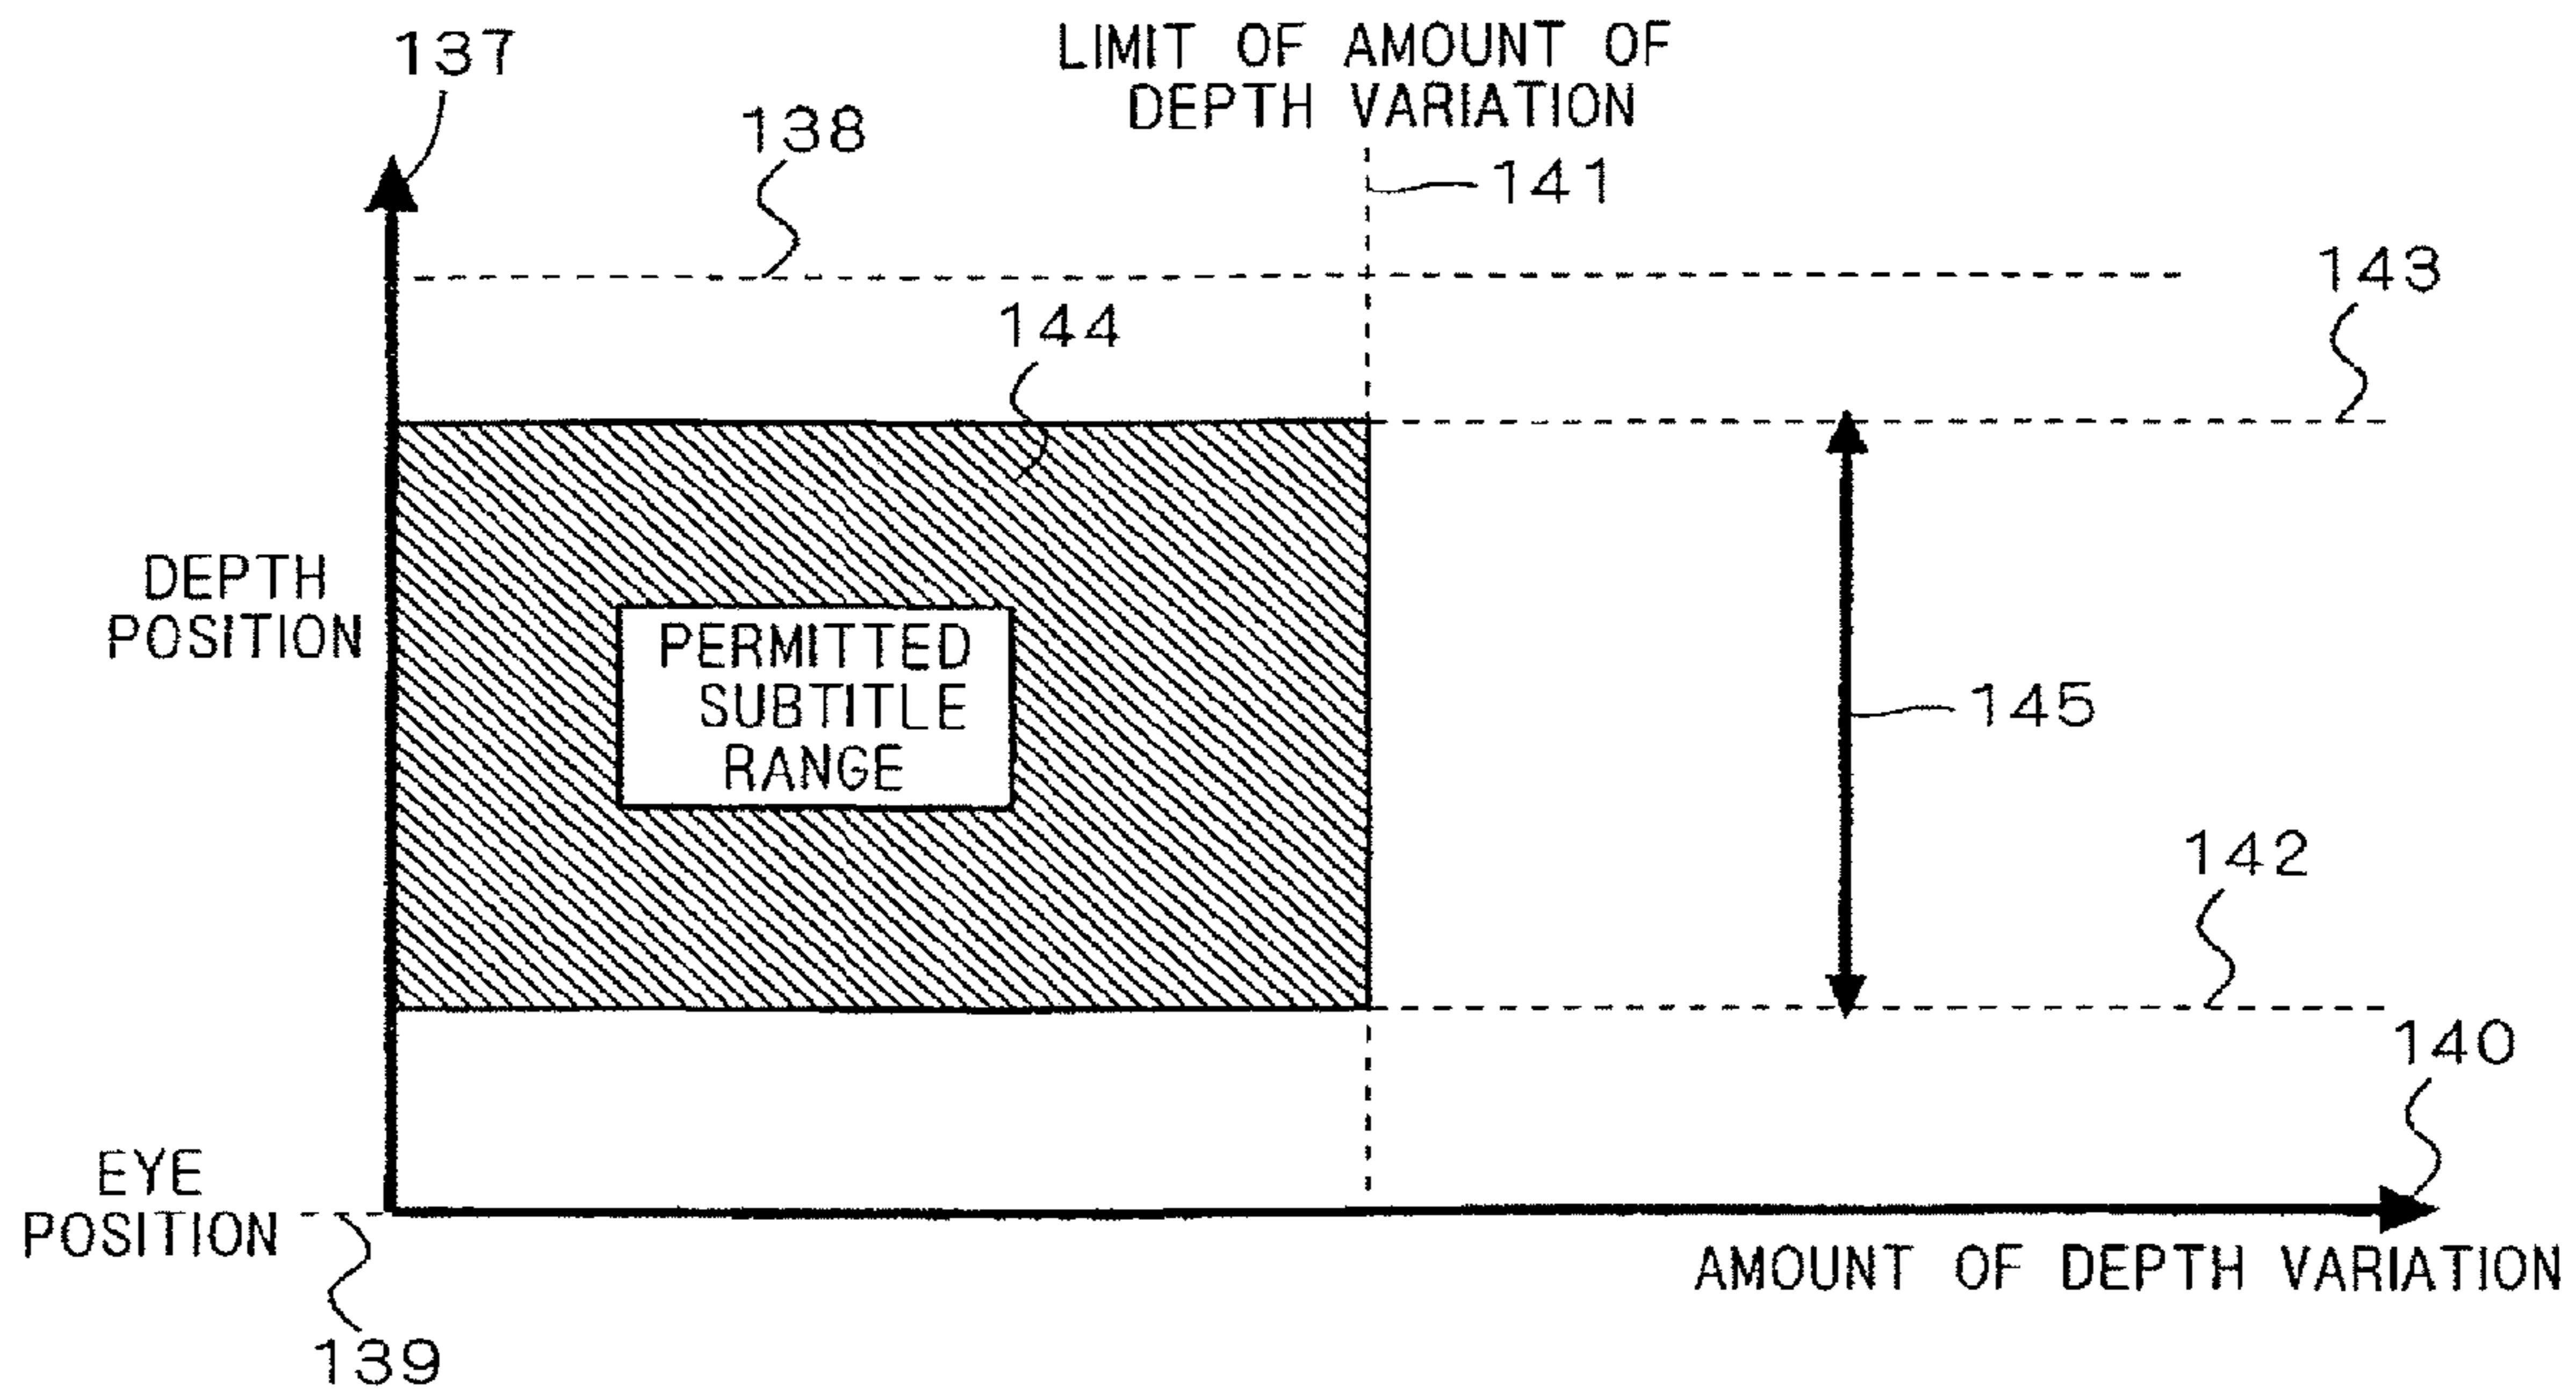 137
LIMIT OF AMOUNT OF
DEPTH VARIATION
138
141
143
144
DEPTH
POSITION
PERMITTED
SUBTITLE
RANGE
145
142
140
EYE
POSITION
AMOUNT OF DEPTH VARIATION
139